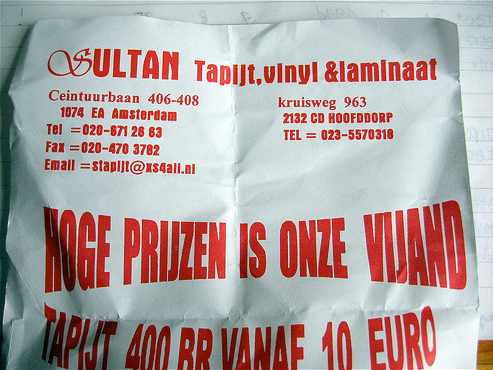 SULTAN Tapijt,vinyl &laminaat
Ceintuurbaan 406-408
1074 EA Amsterdam
Tel =020-671 26 63
Fax =020-470 3782
Email =stapijt@xs4all.nl
kruisweg 963
2132 CD HOOFDDORP
TEL = 023-5570318
HOGE PRIJZEN IS ONZE VIJAND
TAPIJT 400 BR VANAF 10 EURO